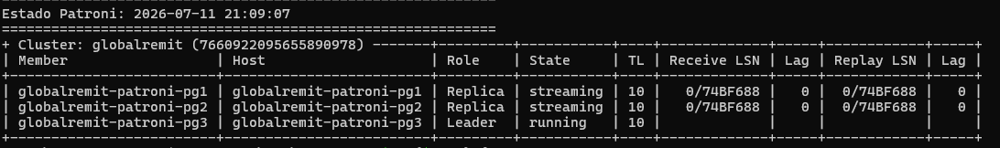 Estado Patroni: 2026-07-11 21:09:07
============================================================
+ Cluster: globalremit (7660922095655890978) -------+---------+-----------+----+-------------+-----+------------+-----+
| Member                 | Host                    | Role    | State     | TL | Receive LSN | Lag | Replay LSN | Lag |
+------------------------+-------------------------+---------+-----------+----+-------------+-----+------------+-----+
| globalremit-patroni-pg1 | globalremit-patroni-pg1 | Replica | streaming | 10 |   0/74BF688 |   0 |  0/74BF688 |   0 |
| globalremit-patroni-pg2 | globalremit-patroni-pg2 | Replica | streaming | 10 |   0/74BF688 |   0 |  0/74BF688 |   0 |
| globalremit-patroni-pg3 | globalremit-patroni-pg3 | Leader  | running   | 10 |             |     |            |     |
+------------------------+-------------------------+---------+-----------+----+-------------+-----+------------+-----+